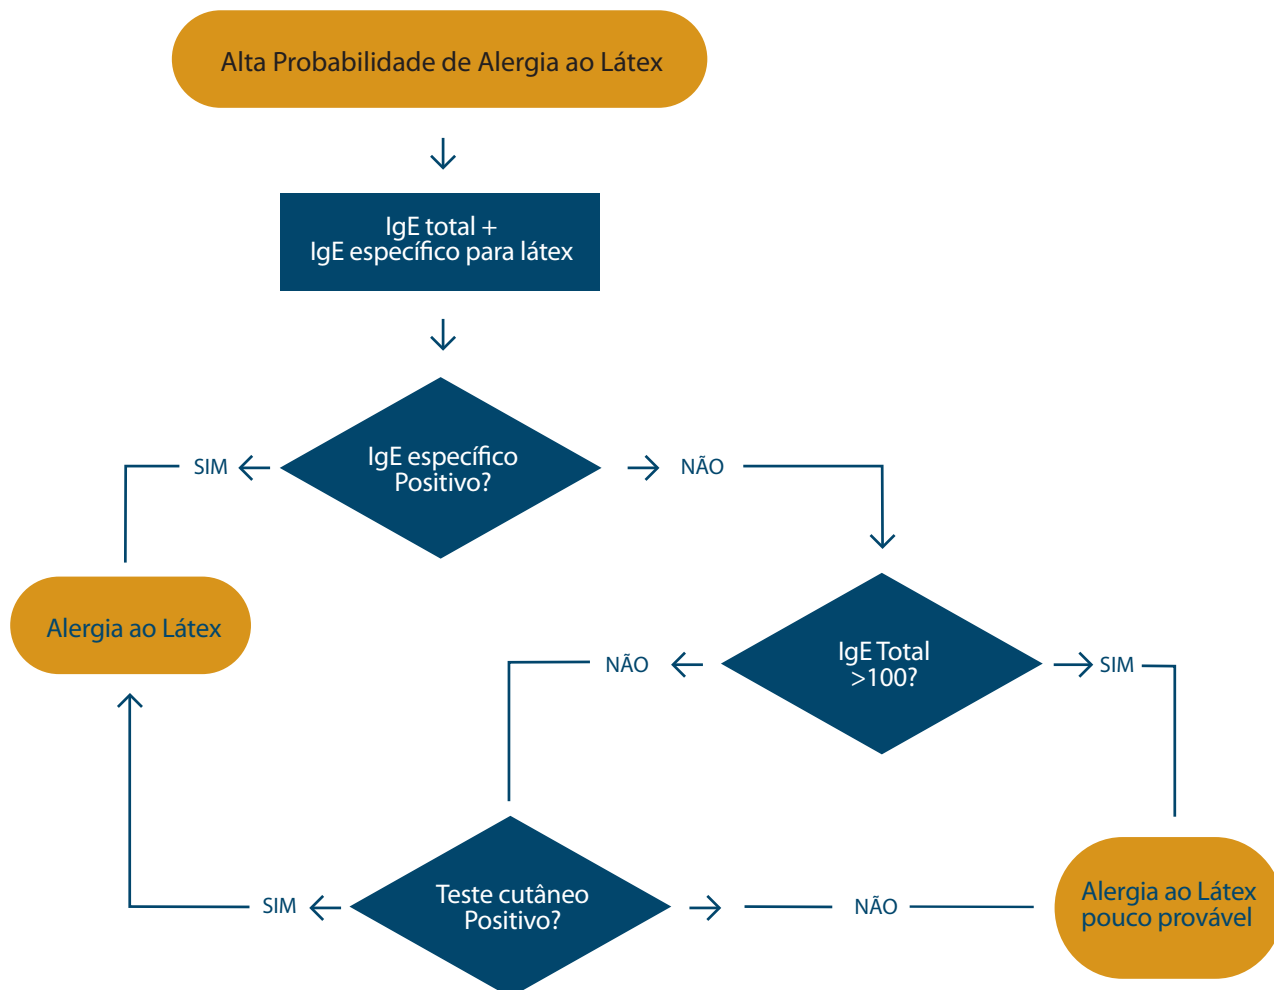 Alta Probabilidade de Alergia ao Látex
IgE total +
IgE específico para látex
IgE específico
Positivo?
SIM
NÃO
Alergia ao Látex
IgE Total
>100?
NÃO
SIM
Teste cutâneo
Positivo?
SIM
NÃO
Alergia ao Látex
pouco provável